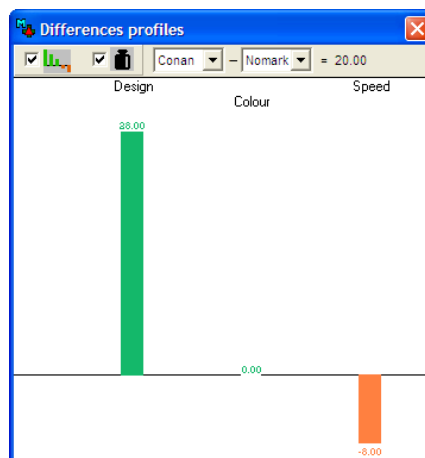 Differences profiles
Conan – Nomark = 20.00
Design Speed
Colour
28.00
0.00
-8.00